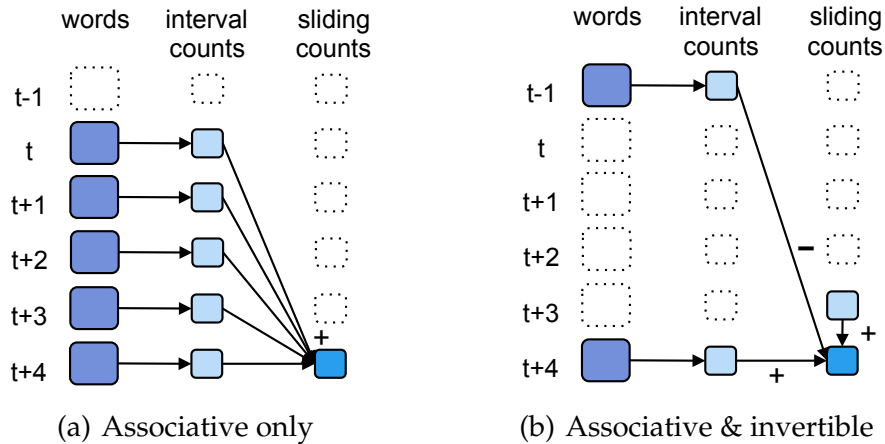 words interval counts sliding counts
t-1
t
t+1
t+2
t+3
+
t+4
(a) Associative only
interval counts sliding counts
words
t-1
t
t+1
t+2
–
t+3
+
t+4
+
(b) Associative & invertible